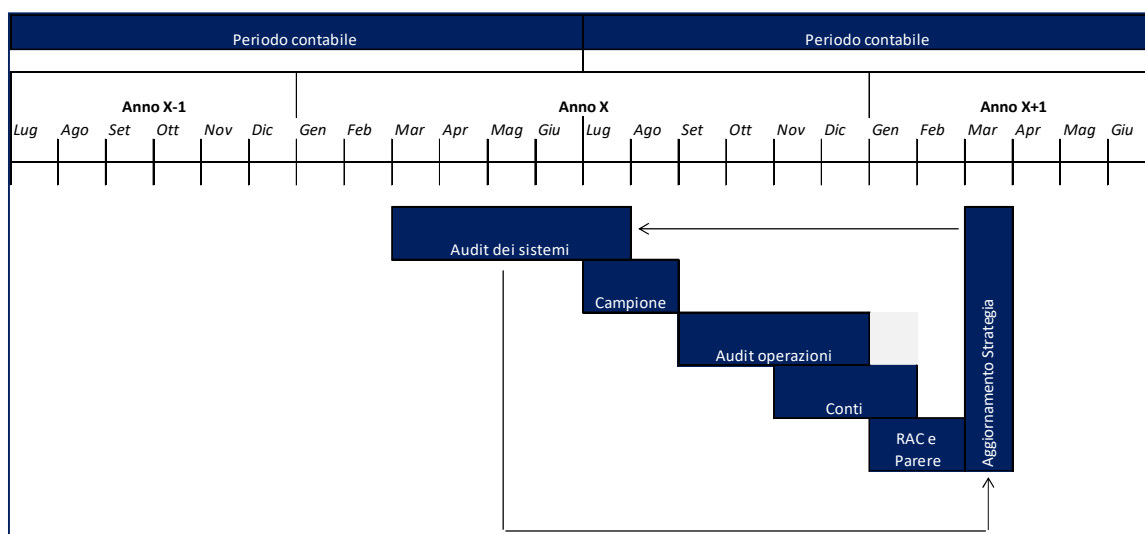 Periodo contabile Periodo contabile
Anno X-1 Anno X Anno X+1
Lug Ago Set Ott Nov Dic Gen Feb Mar Apr Mag Giu Lug Ago Set Ott Nov Dic Gen Feb Mar Apr Mag Giu
Audit dei sistemi
Campione
Audit operazioni
Conti
RAC e
Parere
Aggiornamento Strategia